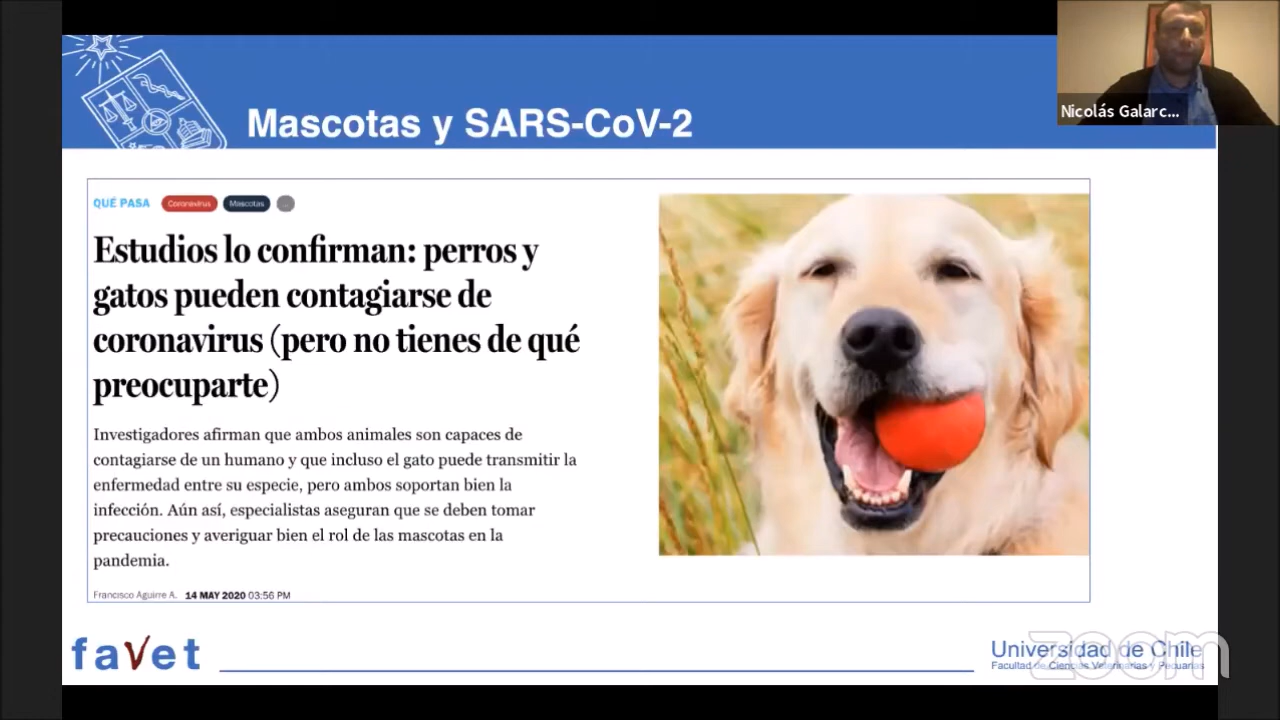 Mascotas y SARS-CoV-2
Nicolás Galarc...
QUÉ PASA Coronavirus Mascotas ...
Estudios lo confirman: perros y
gatos pueden contagiarse de
coronavirus (pero no tienes de qué
preocuparte)
Investigadores afirman que ambos animales son capaces de
contagiarse de un humano y que incluso el gato puede transmitir la
enfermedad entre su especie, pero ambos soportan bien la
infección. Aún así, especialistas aseguran que se deben tomar
precauciones y averiguar bien el rol de las mascotas en la
pandemia.
Francisco Aguirre A. 14 MAY 2020 03:56 PM
favet
Universidad de Chile
Facultad de Ciencias Veterinarias y Pecuarias
zoom